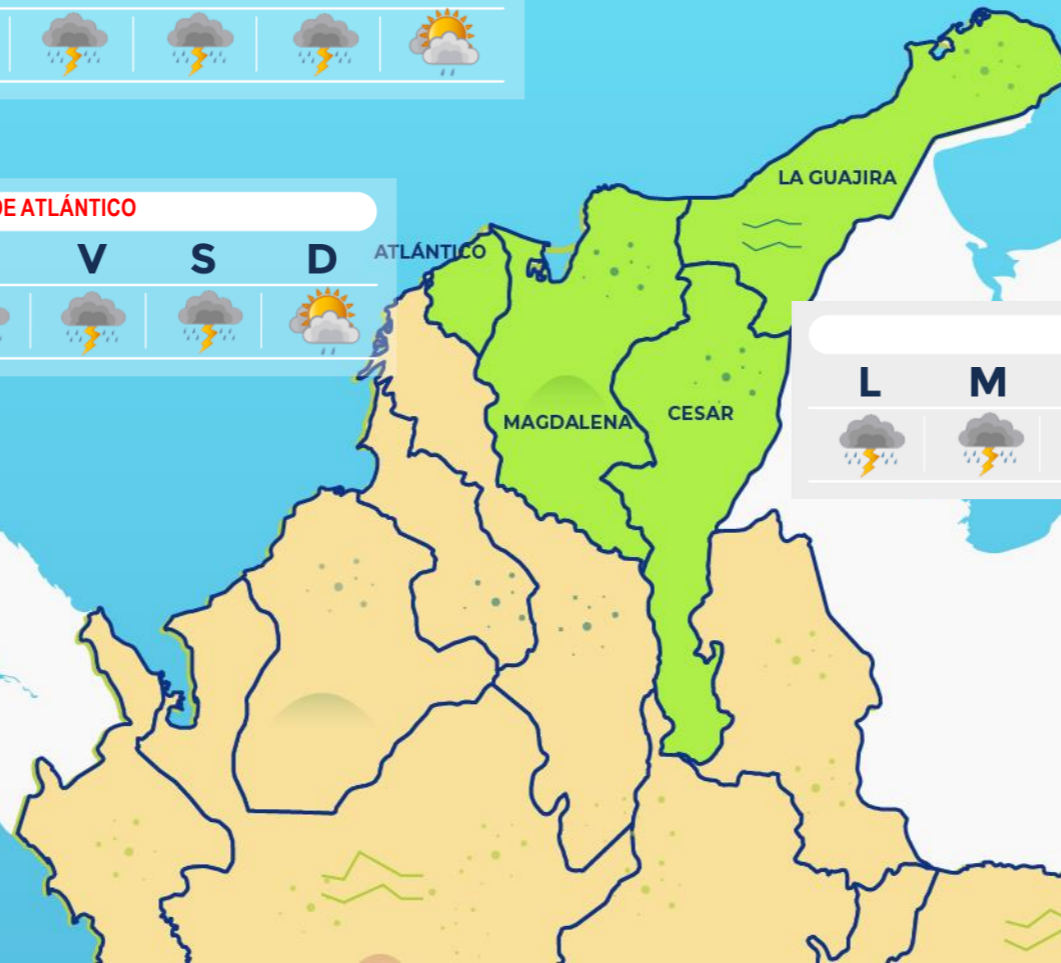 LA GUAJIRA
DE ATLÁNTICO
V S D
ATLÁNTICO
L M
MAGDALENA
CESAR